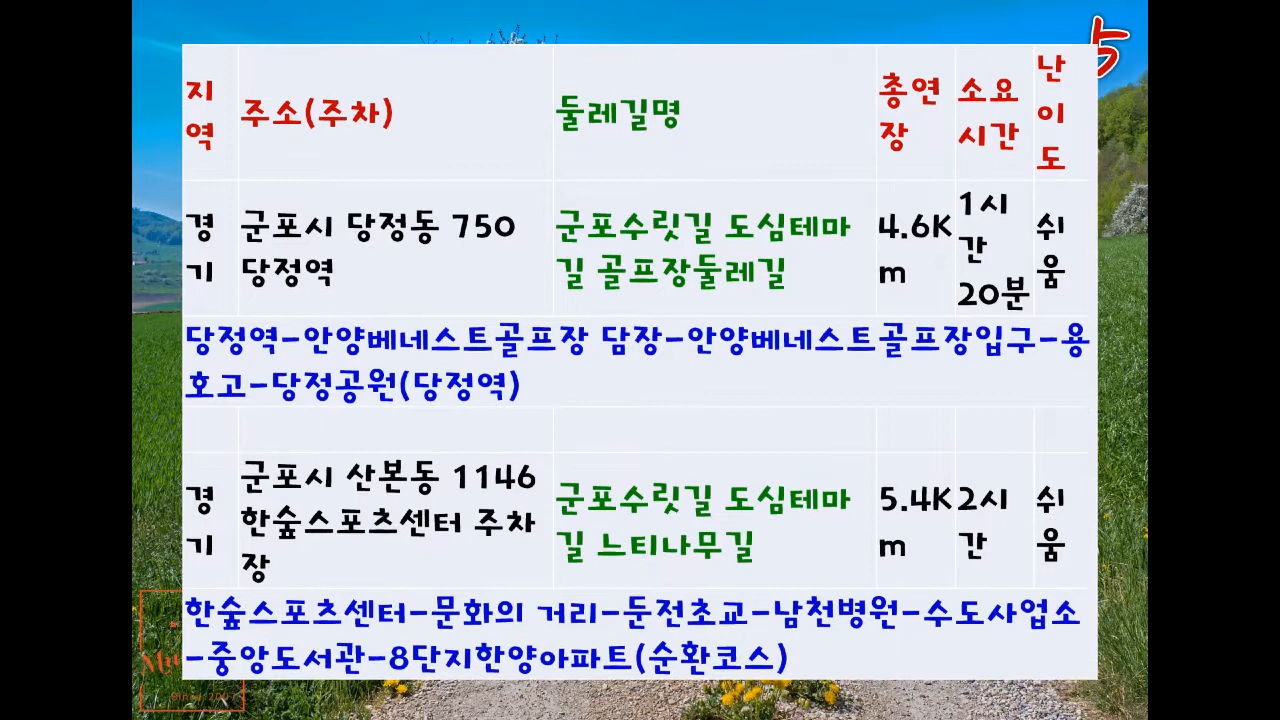 5
지역 주소(주차) 둘레길명 총연장 소요시간 난이도
경기 군포시 당정동 750 당정역 군포수릿길 도심테마길 골프장둘레길 4.6Km 1시간 20분 쉬움
당정역-안양베네스트골프장 담장-안양베네스트골프장입구-용
호고-당정공원(당정역)
경기 군포시 산본동 1146 한숲스포츠센터 주차장 군포수릿길 도심테마길 느티나무길 5.4Km 2시간 쉬움
한숲스포츠센터-문화의 거리-둔전초교-남천병원-수도사업소
-중앙도서관-8단지한양아파트(순환코스)